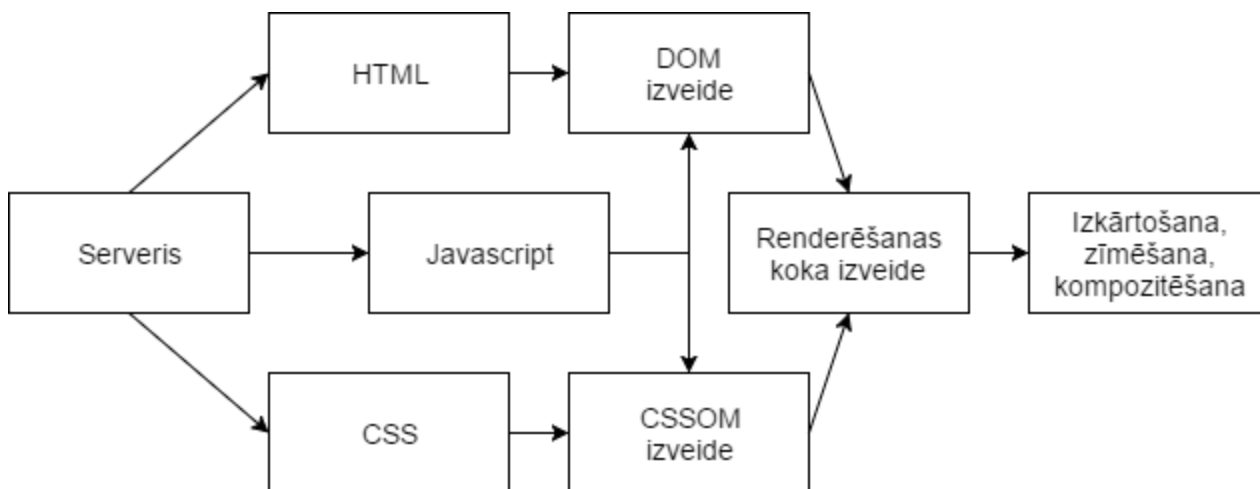 HTML
DOM
izveide
Serveris
Javascript
Renderēšanas
koka izveide
Izkārtošana,
zīmēšana,
kompozitēšana
CSS
CSSOM
izveide